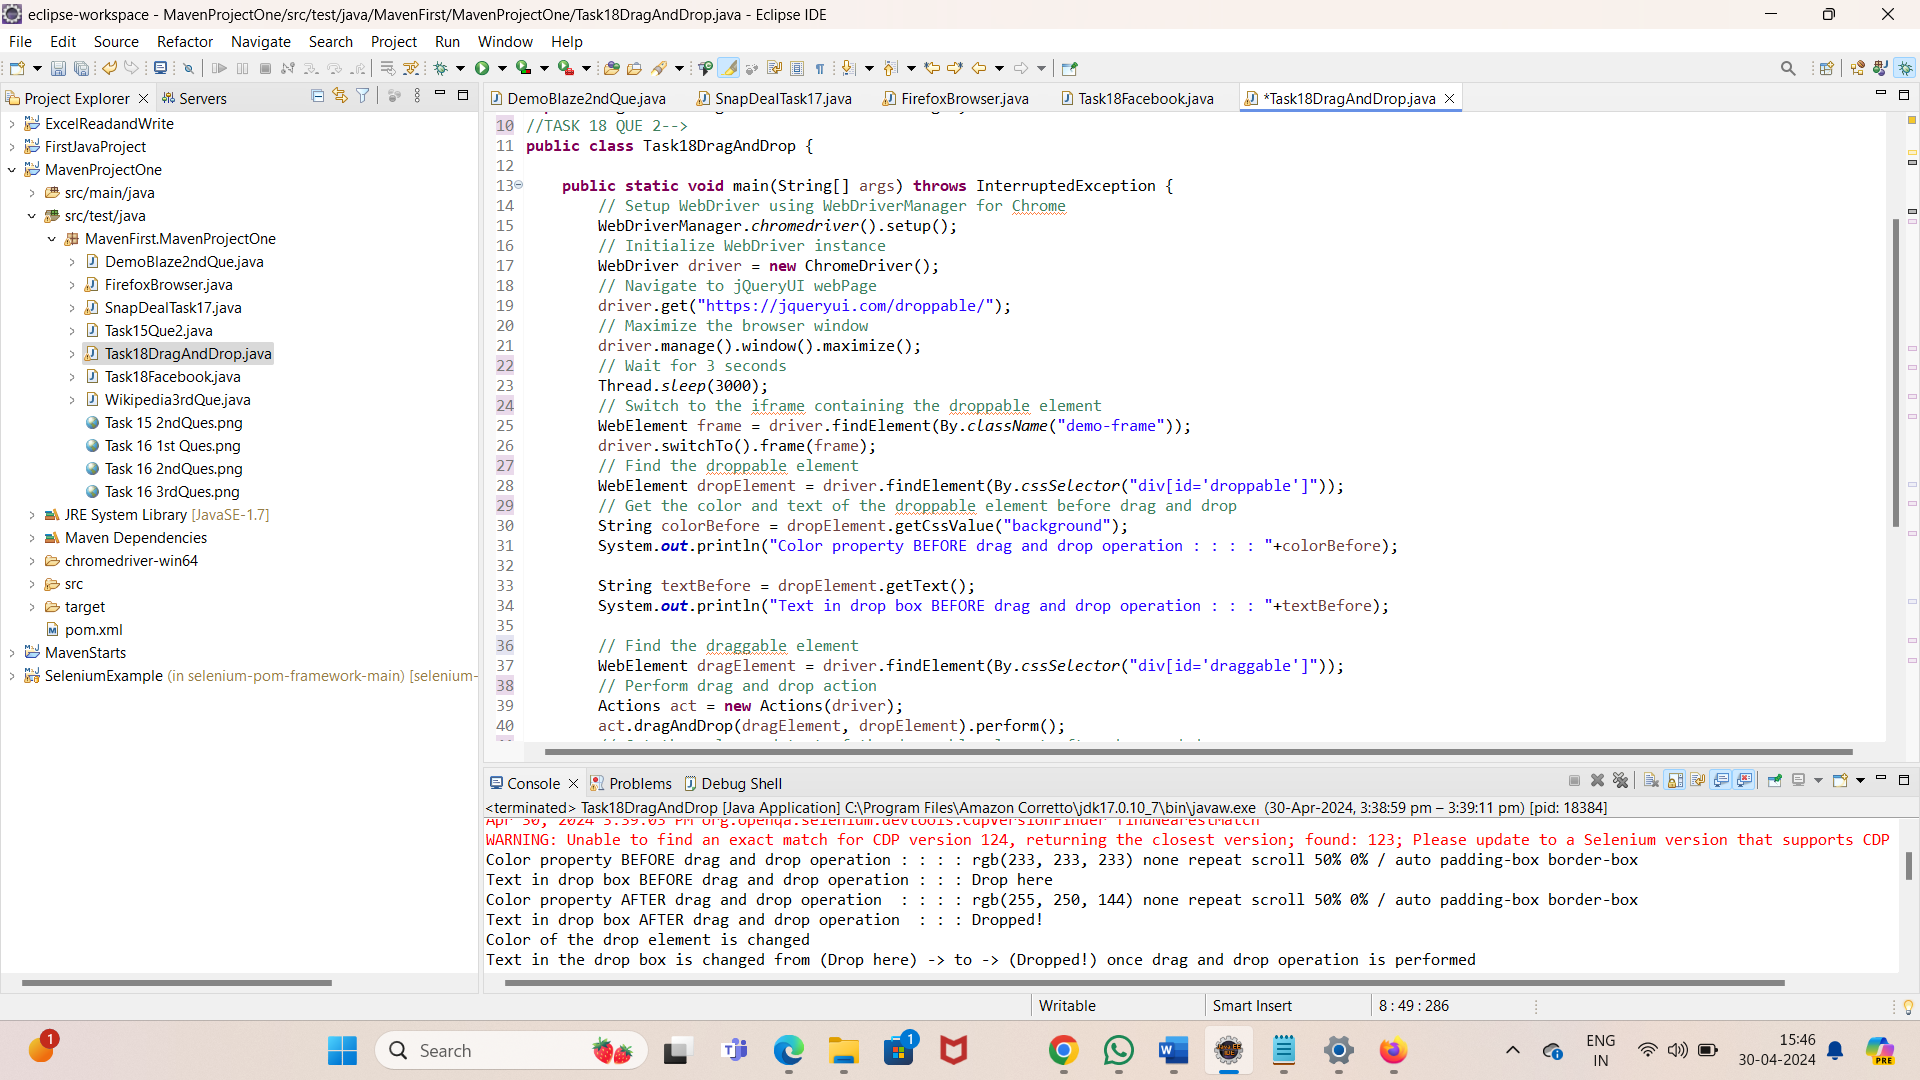 eclipse-workspace - MavenProjectOne/src/test/java/MavenFirst/MavenProjectOne/Task18DragAndDrop.java - Eclipse IDE
File Edit Source Refactor Navigate Search Project Run Window Help
Project Explorer
Servers
DemoBlaze2ndQue.java
SnapDealTask17.java
FirefoxBrowser.java
Task18Facebook.java
*Task18DragAndDrop.java
ExcelReadandWrite
FirstJavaProject
MavenProjectOne
src/main/java
src/test/java
MavenFirst.MavenProjectOne
DemoBlaze2ndQue.java
FirefoxBrowser.java
SnapDealTask17.java
Task15Que2.java
Task18DragAndDrop.java
Task18Facebook.java
Wikipedia3rdQue.java
Task 15 2ndQues.png
Task 16 1st Ques.png
Task 16 2ndQues.png
Task 16 3rdQues.png
JRE System Library [JavaSE-1.7]
Maven Dependencies
chromedriver-win64
src
target
pom.xml
MavenStarts
SeleniumExample (in selenium-pom-framework-main) [selenium-
10 //TASK 18 QUE 2-->
11 public class Task18DragAndDrop {
12
13 public static void main(String[] args) throws InterruptedException {
14 // Setup WebDriver using WebDriverManager for Chrome
15 WebDriverManager.chromedriver().setup();
16 // Initialize WebDriver instance
17 WebDriver driver = new ChromeDriver();
18 // Navigate to jQueryUI webPage
19 driver.get("https://jqueryui.com/droppable/");
20 // Maximize the browser window
21 driver.manage().window().maximize();
22 // Wait for 3 seconds
23 Thread.sleep(3000);
24 // Switch to the iframe containing the droppable element
25 WebElement frame = driver.findElement(By.className("demo-frame"));
26 driver.switchTo().frame(frame);
27 // Find the droppable element
28 WebElement dropElement = driver.findElement(By.cssSelector("div[id='droppable']"));
29 // Get the color and text of the droppable element before drag and drop
30 String colorBefore = dropElement.getCssValue("background");
31 System.out.println("Color property BEFORE drag and drop operation : : : : "+colorBefore);
32
33 String textBefore = dropElement.getText();
34 System.out.println("Text in drop box BEFORE drag and drop operation : : : "+textBefore);
35
36 // Find the draggable element
37 WebElement dragElement = driver.findElement(By.cssSelector("div[id='draggable']"));
38 // Perform drag and drop action
39 Actions act = new Actions(driver);
40 act.dragAndDrop(dragElement, dropElement).perform();
Console
Problems
Debug Shell
<terminated> Task18DragAndDrop [Java Application] C:\Program Files\Amazon Corretto\jdk17.0.10_7\bin\javaw.exe (30-Apr-2024, 3:38:59 pm – 3:39:11 pm) [pid: 18384]
Apr 30, 2024 3:39:03 PM org.openqa.selenium.devtools.CdpVersionFinder findNearestMatch
WARNING: Unable to find an exact match for CDP version 124, returning the closest version; found: 123; Please update to a Selenium version that supports CDP
Color property BEFORE drag and drop operation : : : : rgb(233, 233, 233) none repeat scroll 50% 0% / auto padding-box border-box
Text in drop box BEFORE drag and drop operation : : : Drop here
Color property AFTER drag and drop operation : : : : rgb(255, 250, 144) none repeat scroll 50% 0% / auto padding-box border-box
Text in drop box AFTER drag and drop operation : : : Dropped!
Color of the drop element is changed
Text in the drop box is changed from (Drop here) -> to -> (Dropped!) once drag and drop operation is performed
Writable
Smart Insert
8 : 49 : 286
1
Search
1
ENG
IN
15:46
30-04-2024
PRE